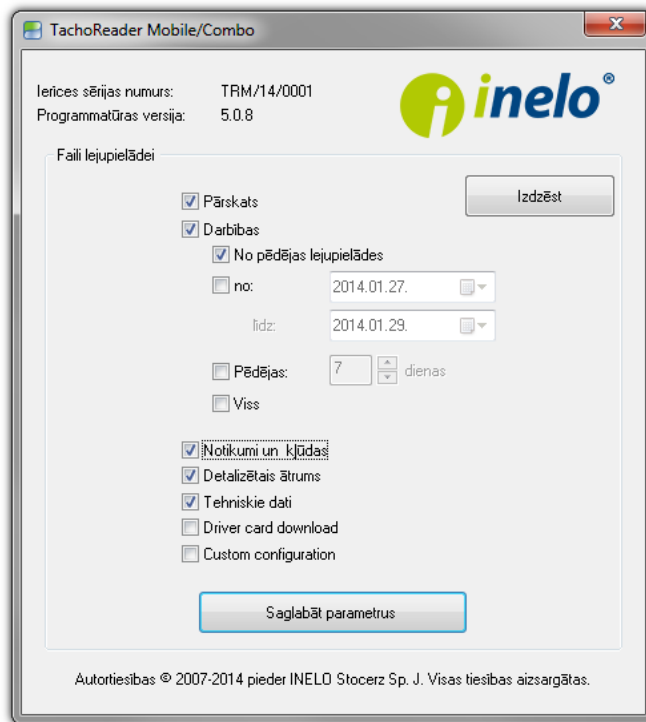 TachoReader Mobile/Combo
Ierīces sērijas numurs: TRM/14/0001
Programmatūras versija: 5.0.8
inelo®
Faili lejupielādei
Izdzēst
Pārskats
Darbības
No pēdējas lejupielādes
no: 2014.01.27.
līdz: 2014.01.29.
Pēdējas: 7 dienas
Viss
Notikumi un kļūdas
Detalizētais ātrums
Tehniskie dati
Driver card download
Custom configuration
Saglabāt parametrus
Autortiesības © 2007-2014 pieder INELO Stocerz Sp. J. Visas tiesības aizsargātas.